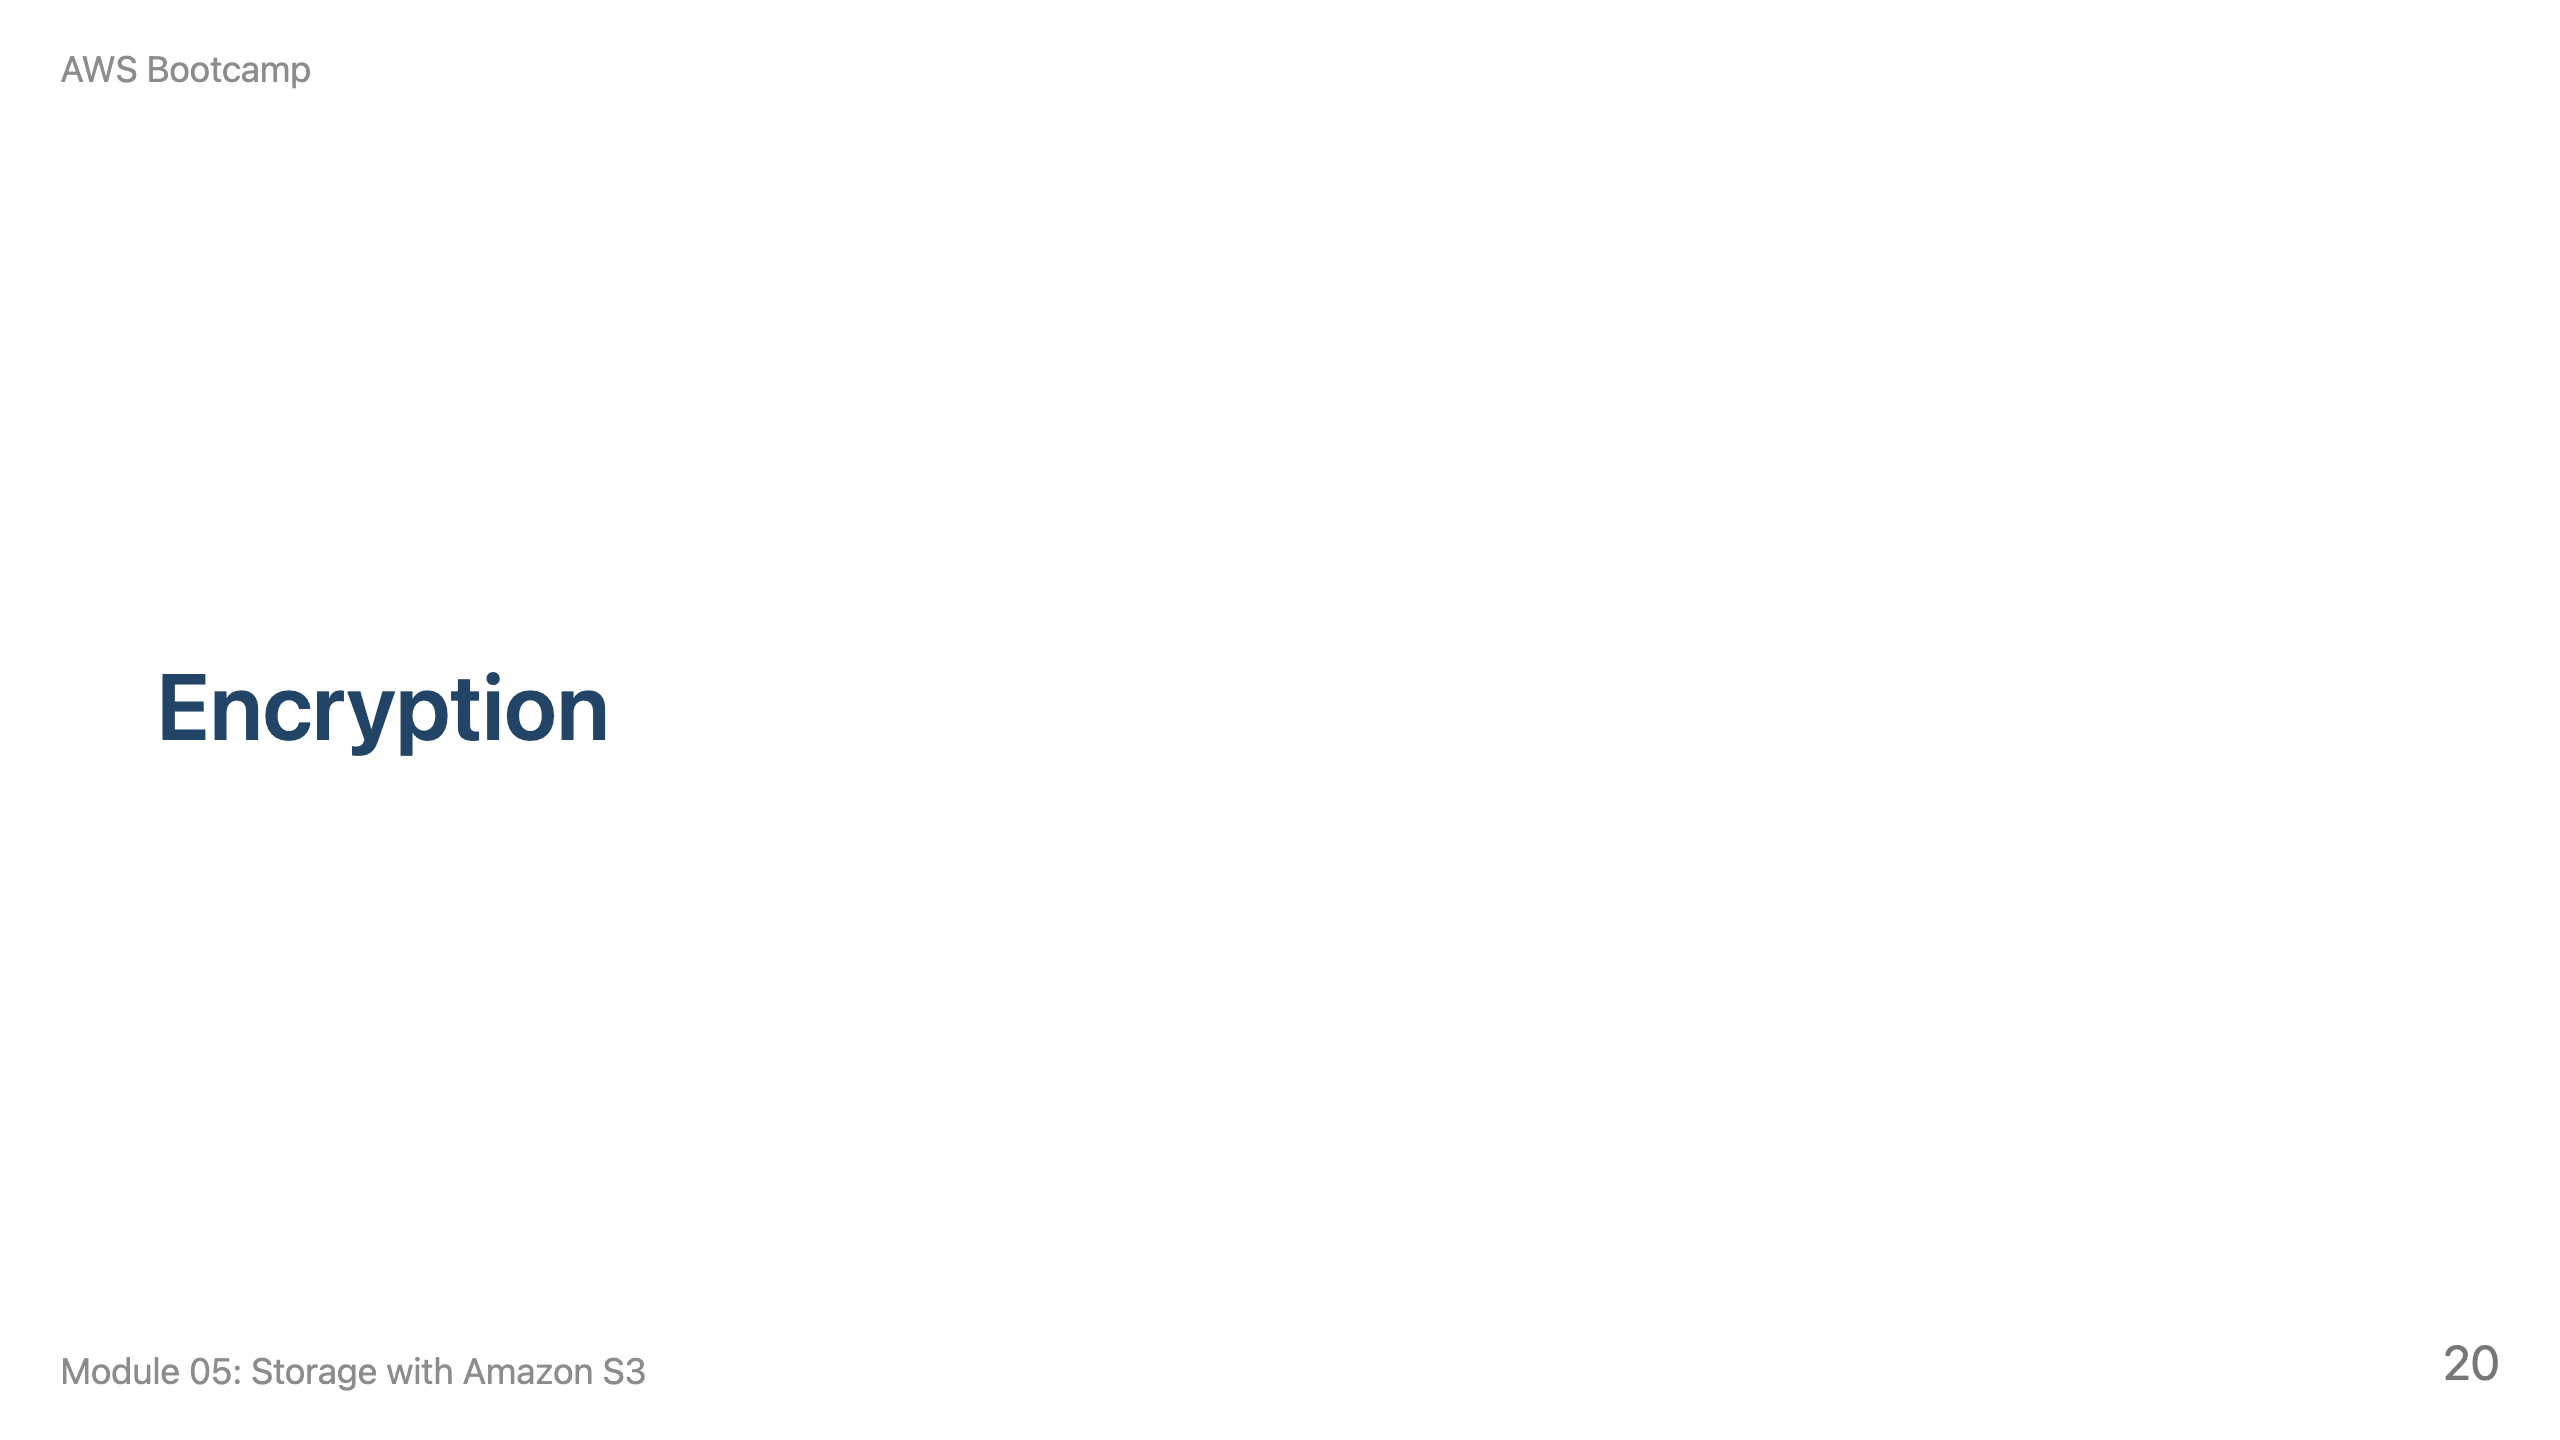 AWS Bootcamp
Encryption
Module 05: Storage with Amazon S3
20